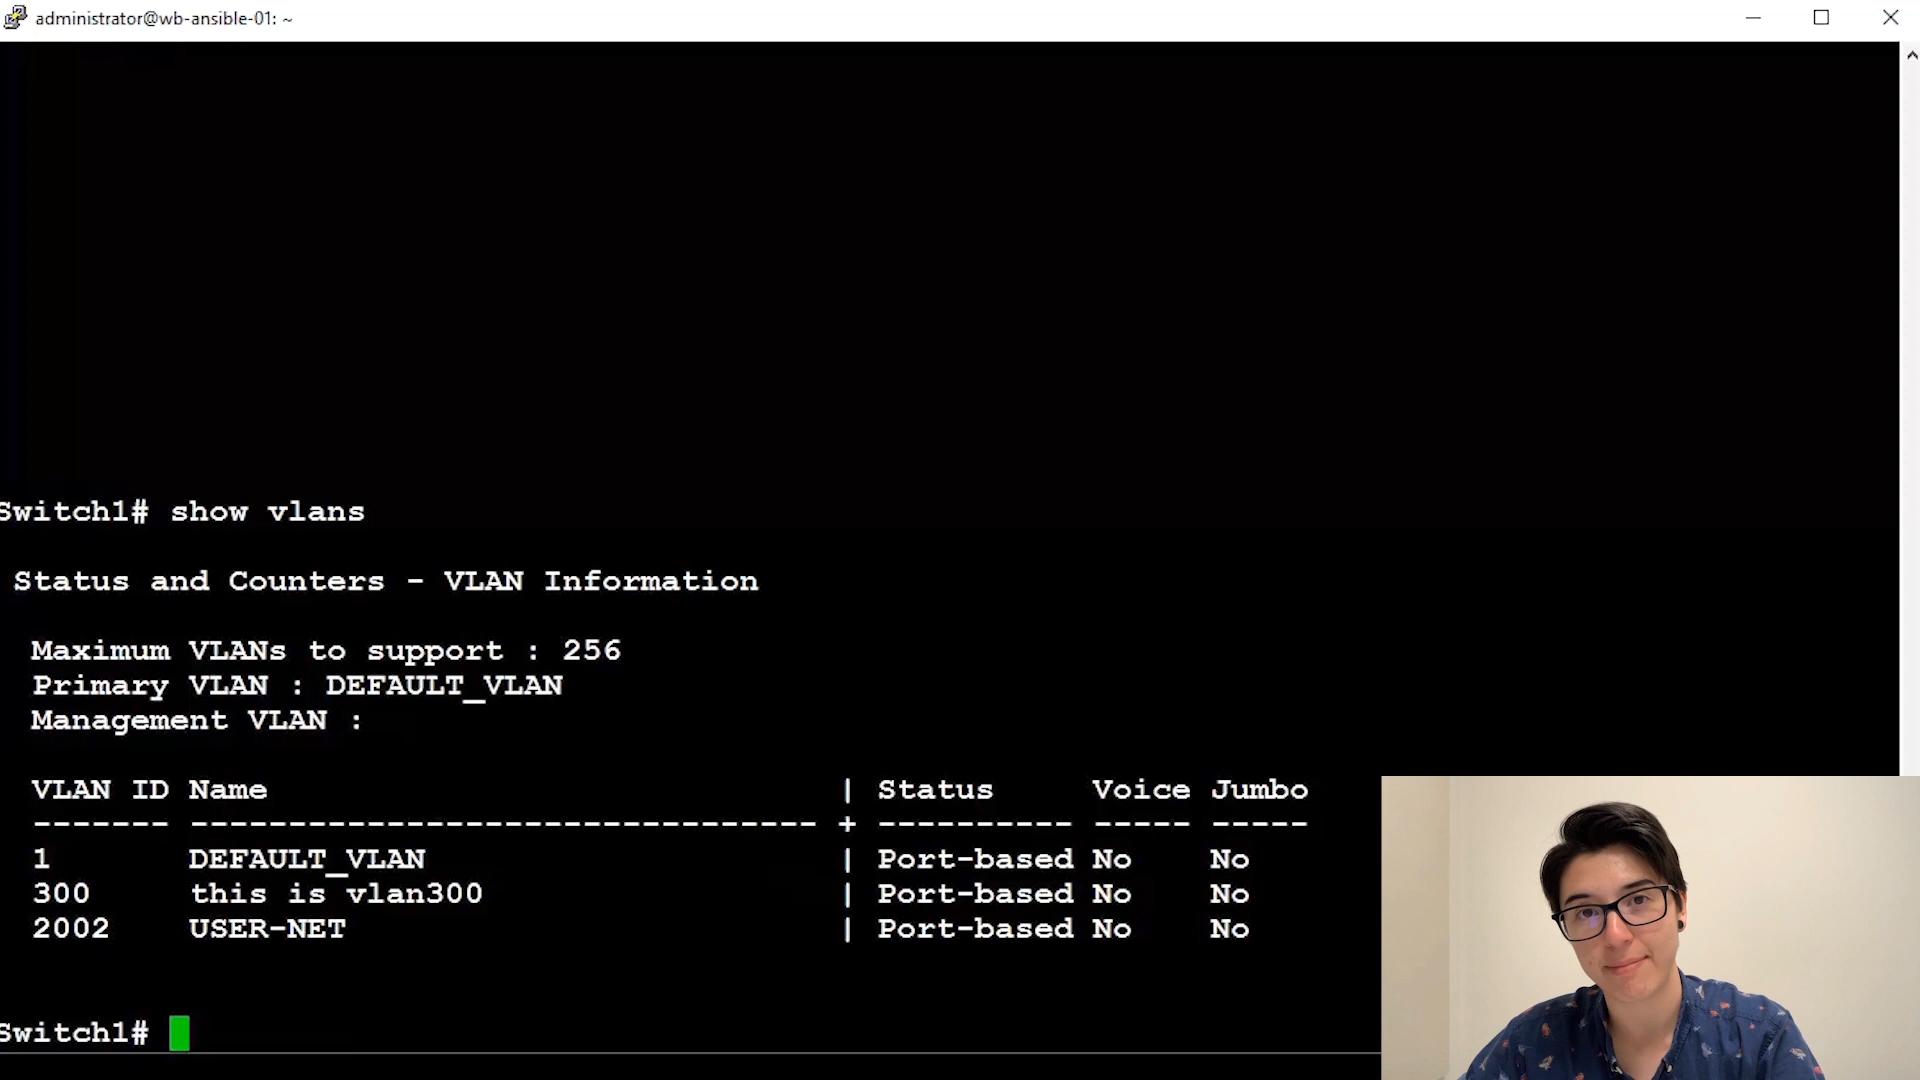 administrator@wb-ansible-01: ~
Switch1# show vlans
Status and Counters - VLAN Information
Maximum VLANs to support : 256
Primary VLAN : DEFAULT_VLAN
Management VLAN :
VLAN ID Name | Status Voice Jumbo
------- -------------------------------- + ---------- ----- -----
1 DEFAULT_VLAN | Port-based No No
300 this is vlan300 | Port-based No No
2002 USER-NET | Port-based No No
Switch1#